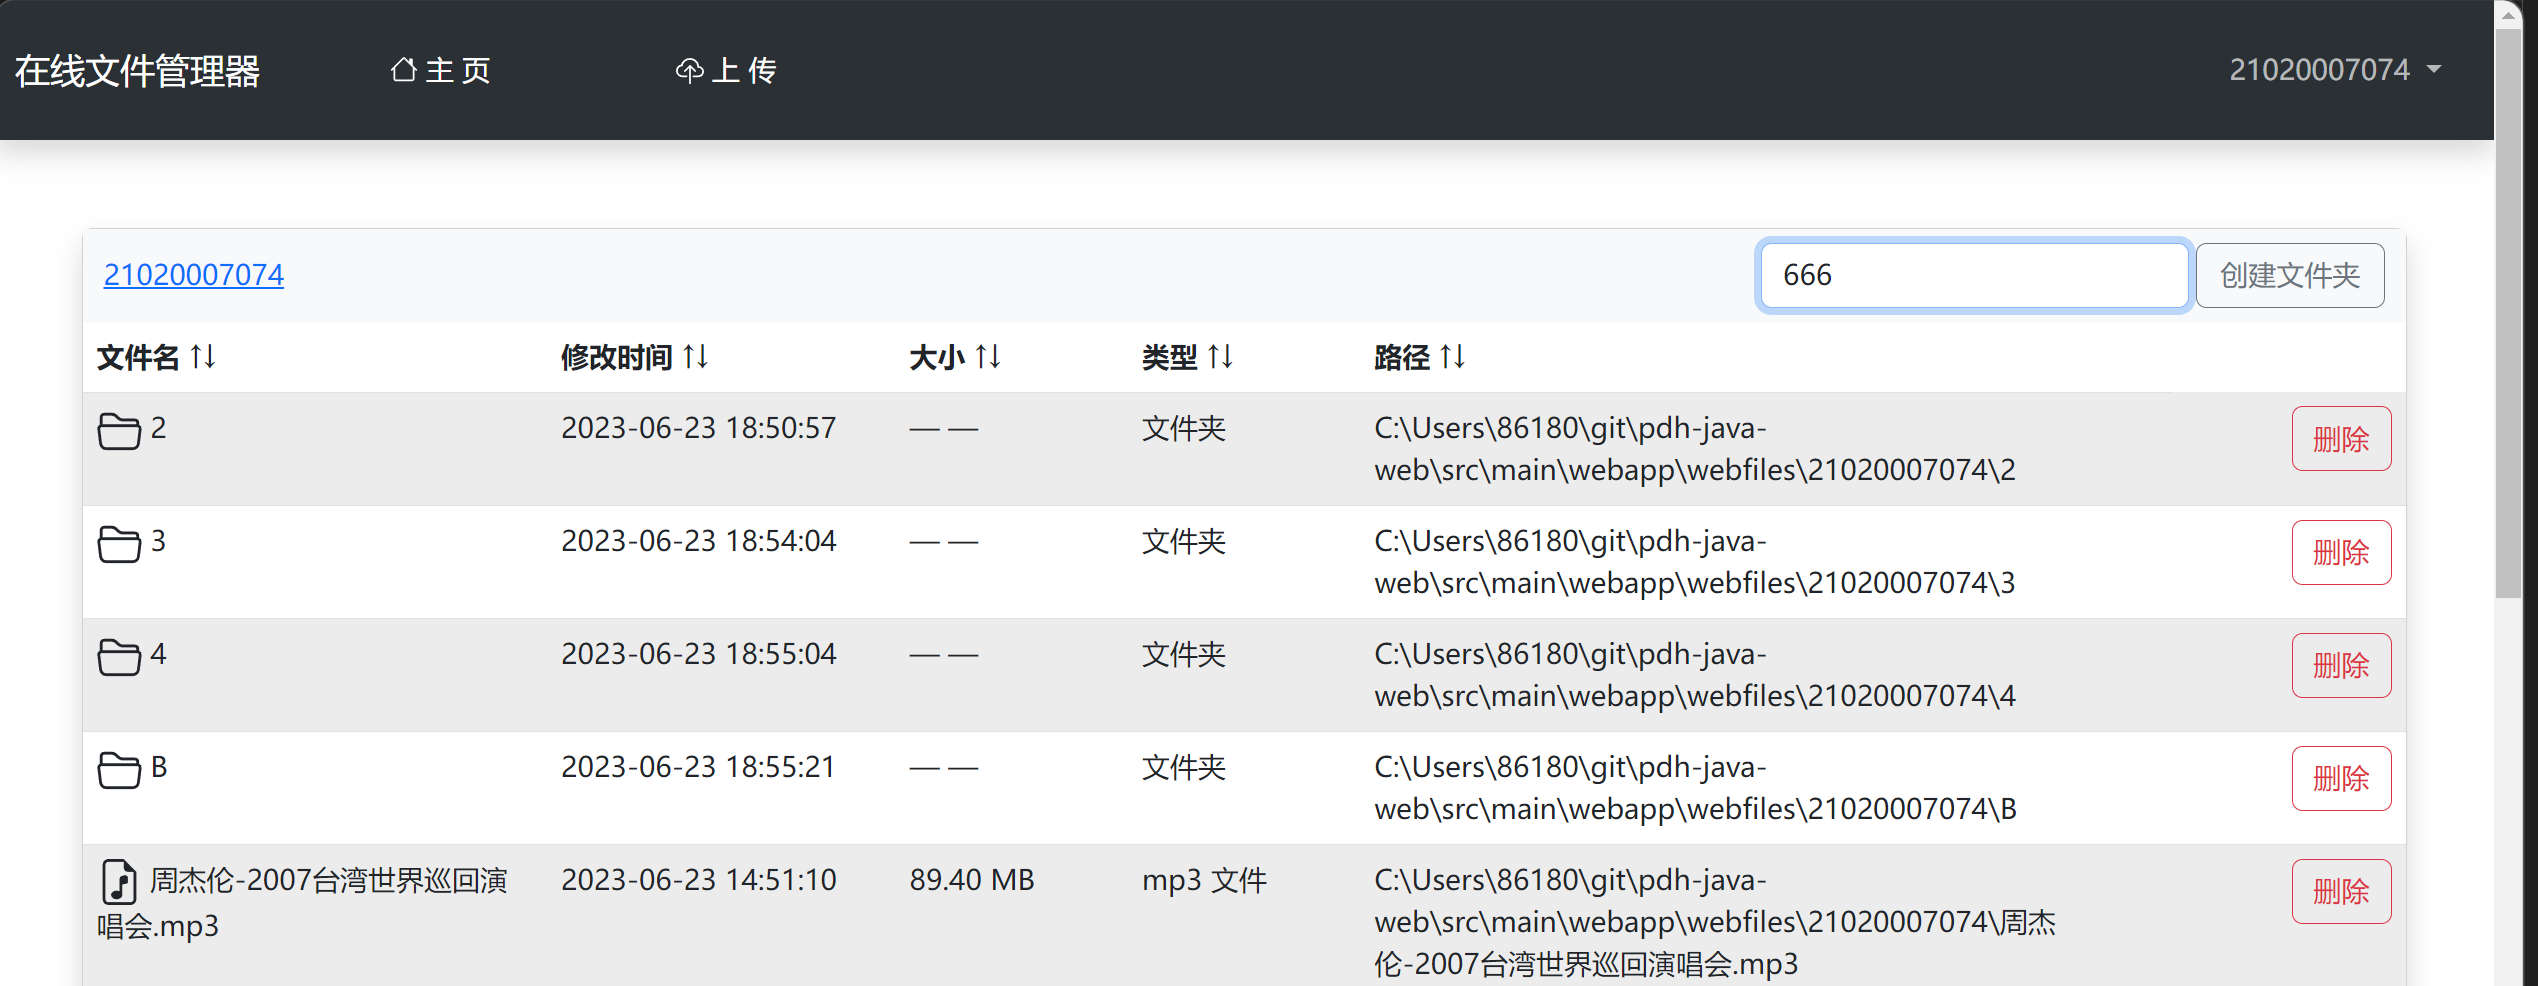 在线文件管理器 主 页 上 传 21020007074
21020007074 666 创建文件夹
文件名 ↑↓ 修改时间 ↑↓ 大小 ↑↓ 类型 ↑↓ 路径 ↑↓
2 2023-06-23 18:50:57 — — 文件夹 C:\Users\86180\git\pdh-java-
web\src\main\webapp\webfiles\21020007074\2 删除
3 2023-06-23 18:54:04 — — 文件夹 C:\Users\86180\git\pdh-java-
web\src\main\webapp\webfiles\21020007074\3 删除
4 2023-06-23 18:55:04 — — 文件夹 C:\Users\86180\git\pdh-java-
web\src\main\webapp\webfiles\21020007074\4 删除
B 2023-06-23 18:55:21 — — 文件夹 C:\Users\86180\git\pdh-java-
web\src\main\webapp\webfiles\21020007074\B 删除
周杰伦-2007台湾世界巡回演
唱会.mp3 2023-06-23 14:51:10 89.40 MB mp3 文件 C:\Users\86180\git\pdh-java-
web\src\main\webapp\webfiles\21020007074\周杰
伦-2007台湾世界巡回演唱会.mp3 删除